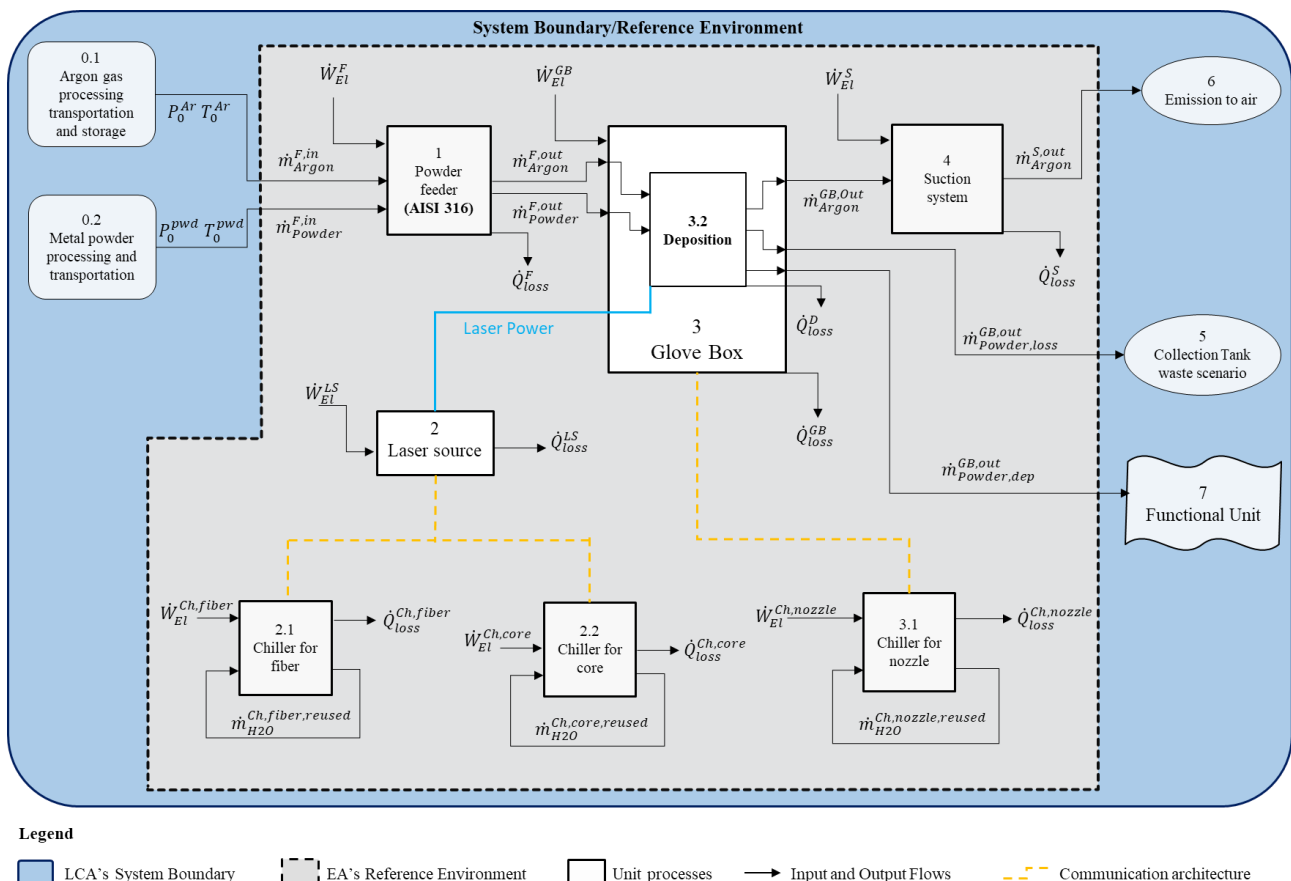 System Boundary/Reference Environment
0.1
Argon gas
processing
transportation
and storage
P_0^{Ar} T_0^{Ar}
0.2
Metal powder
processing and
transportation
P_0^{pwd} T_0^{pwd}
Ẇ_{El}^{F}
ṁ_{Argon}^{F,in}
ṁ_{Powder}^{F,in}
1
Powder
feeder
(AISI 316)
ṁ_{Argon}^{F,out}
ṁ_{Powder}^{F,out}
Q̇_{loss}^{F}
Ẇ_{El}^{GB}
3.2
Deposition
3
Glove Box
Q̇_{loss}^{D}
Q̇_{loss}^{GB}
Laser Power
Ẇ_{El}^{S}
ṁ_{Argon}^{GB,Out}
4
Suction
system
ṁ_{Argon}^{S,out}
Q̇_{loss}^{S}
6
Emission to air
ṁ_{Powder,loss}^{GB,out}
5
Collection Tank
waste scenario
ṁ_{Powder,dep}^{GB,out}
7
Functional Unit
Ẇ_{El}^{LS}
2
Laser source
Q̇_{loss}^{LS}
Ẇ_{El}^{Ch,fiber}
2.1
Chiller for
fiber
Q̇_{loss}^{Ch,fiber}
ṁ_{H2O}^{Ch,fiber,reused}
Ẇ_{El}^{Ch,core}
2.2
Chiller for
core
Q̇_{loss}^{Ch,core}
ṁ_{H2O}^{Ch,core,reused}
Ẇ_{El}^{Ch,nozzle}
3.1
Chiller for
nozzle
Q̇_{loss}^{Ch,nozzle}
ṁ_{H2O}^{Ch,nozzle,reused}
Legend
LCA's System Boundary
EA's Reference Environment
Unit processes
Input and Output Flows
Communication architecture